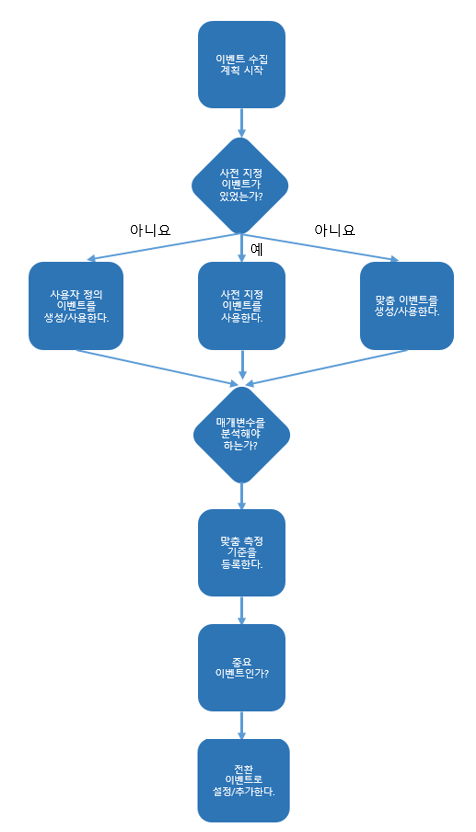 이벤트 수집
계획 시작
사전 지정
이벤트가
있었는가?
아니요
예
아니요
사용자 정의
이벤트를
생성/사용한다.
사전 지정
이벤트를
사용한다.
맞춤 이벤트를
생성/사용한다.
매개변수를
분석해야
하는가?
맞춤 측정
기준을
등록한다.
중요
이벤트인가?
전환
이벤트로
설정/추가한다.